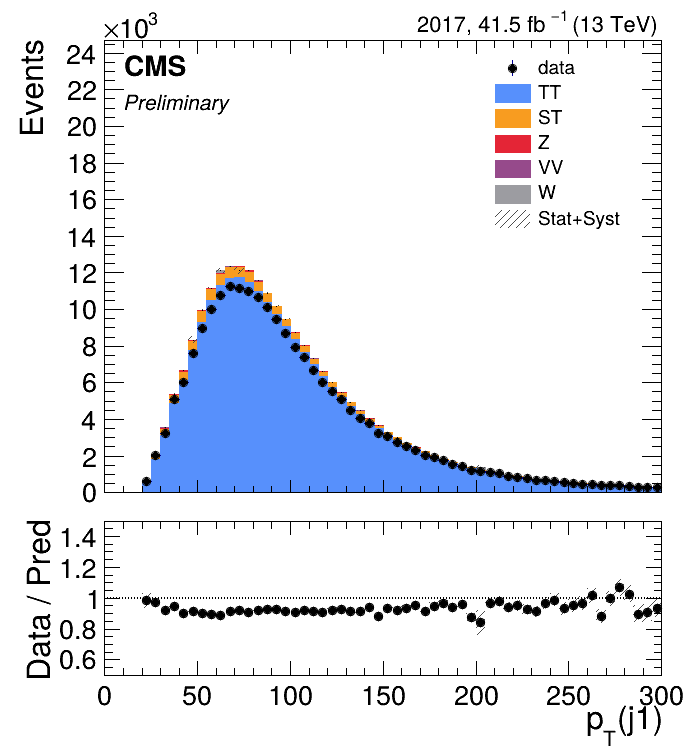 ×10³
2017, 41.5 fb⁻¹ (13 TeV)
CMS
Preliminary
data
TT
ST
Z
VV
W
Stat+Syst
Events
24
22
20
18
16
14
12
10
8
6
4
2
0
Data / Pred
1.4
1.2
1
0.8
0.6
0 50 100 150 200 250 300
p_T(j1)